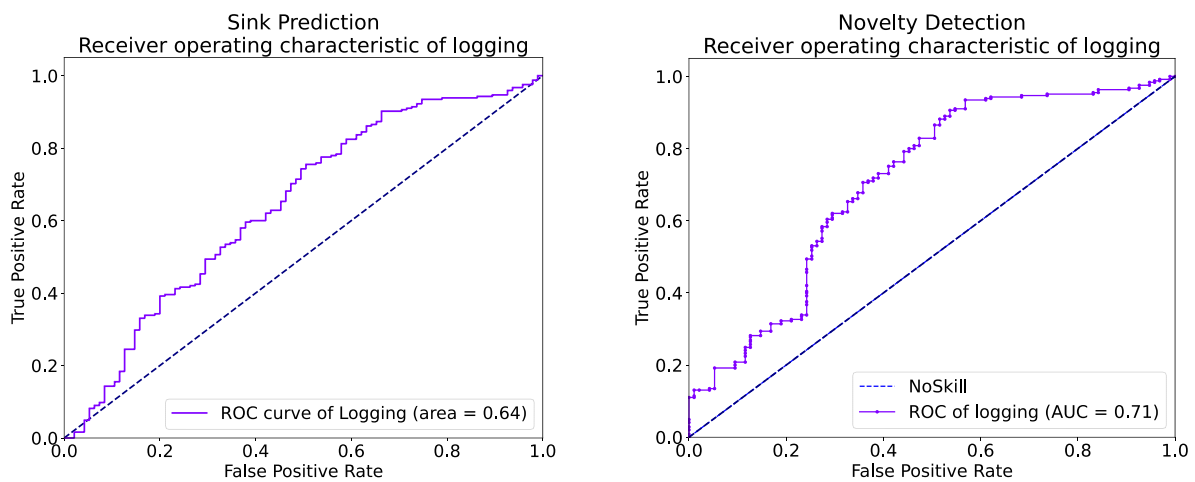 Sink Prediction
Receiver operating characteristic of logging
True Positive Rate
1.0
0.8
0.6
0.4
0.2
0.0
0.0 0.2 0.4 0.6 0.8 1.0
False Positive Rate
ROC curve of Logging (area = 0.64)
Novelty Detection
Receiver operating characteristic of logging
True Positive Rate
1.0
0.8
0.6
0.4
0.2
0.0
0.0 0.2 0.4 0.6 0.8 1.0
False Positive Rate
NoSkill
ROC of logging (AUC = 0.71)